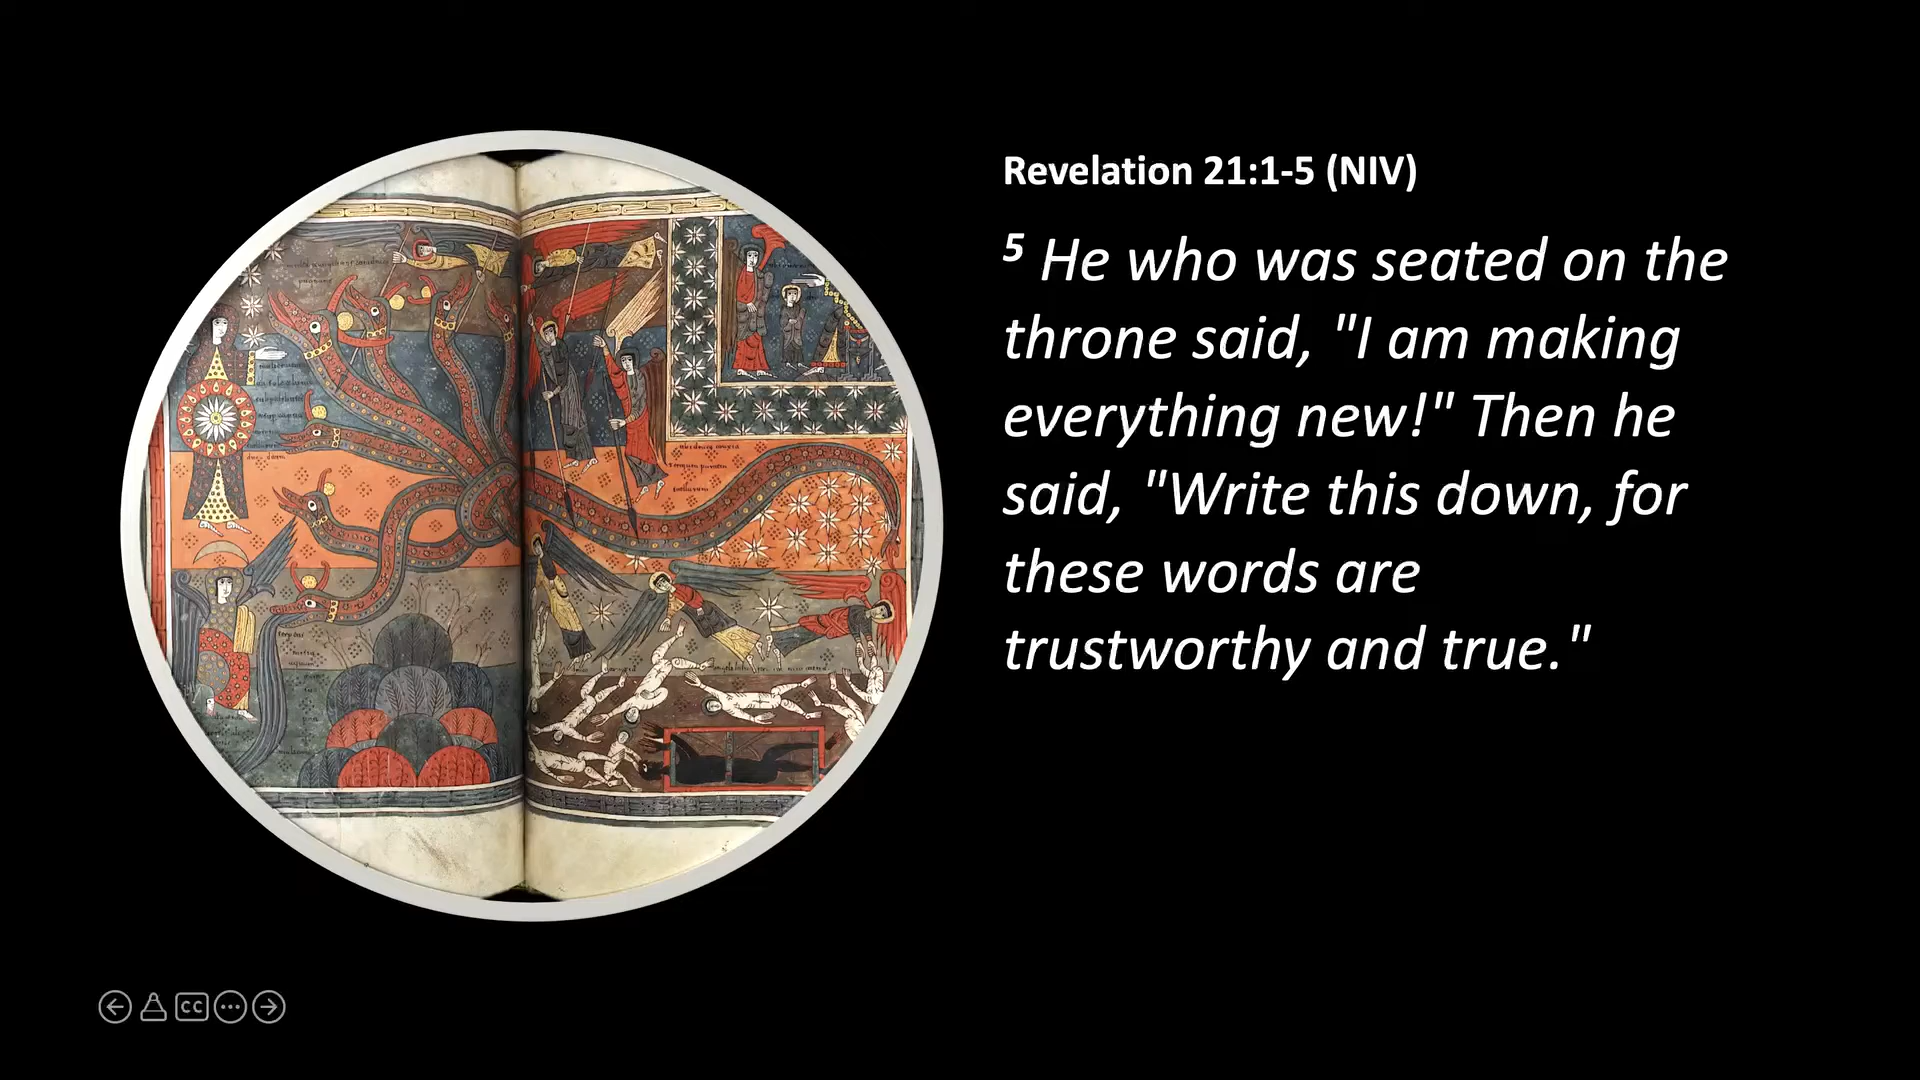 Revelation 21:1-5 (NIV)
5 He who was seated on the
throne said, "I am making
everything new!" Then he
said, "Write this down, for
these words are
trustworthy and true."
CC